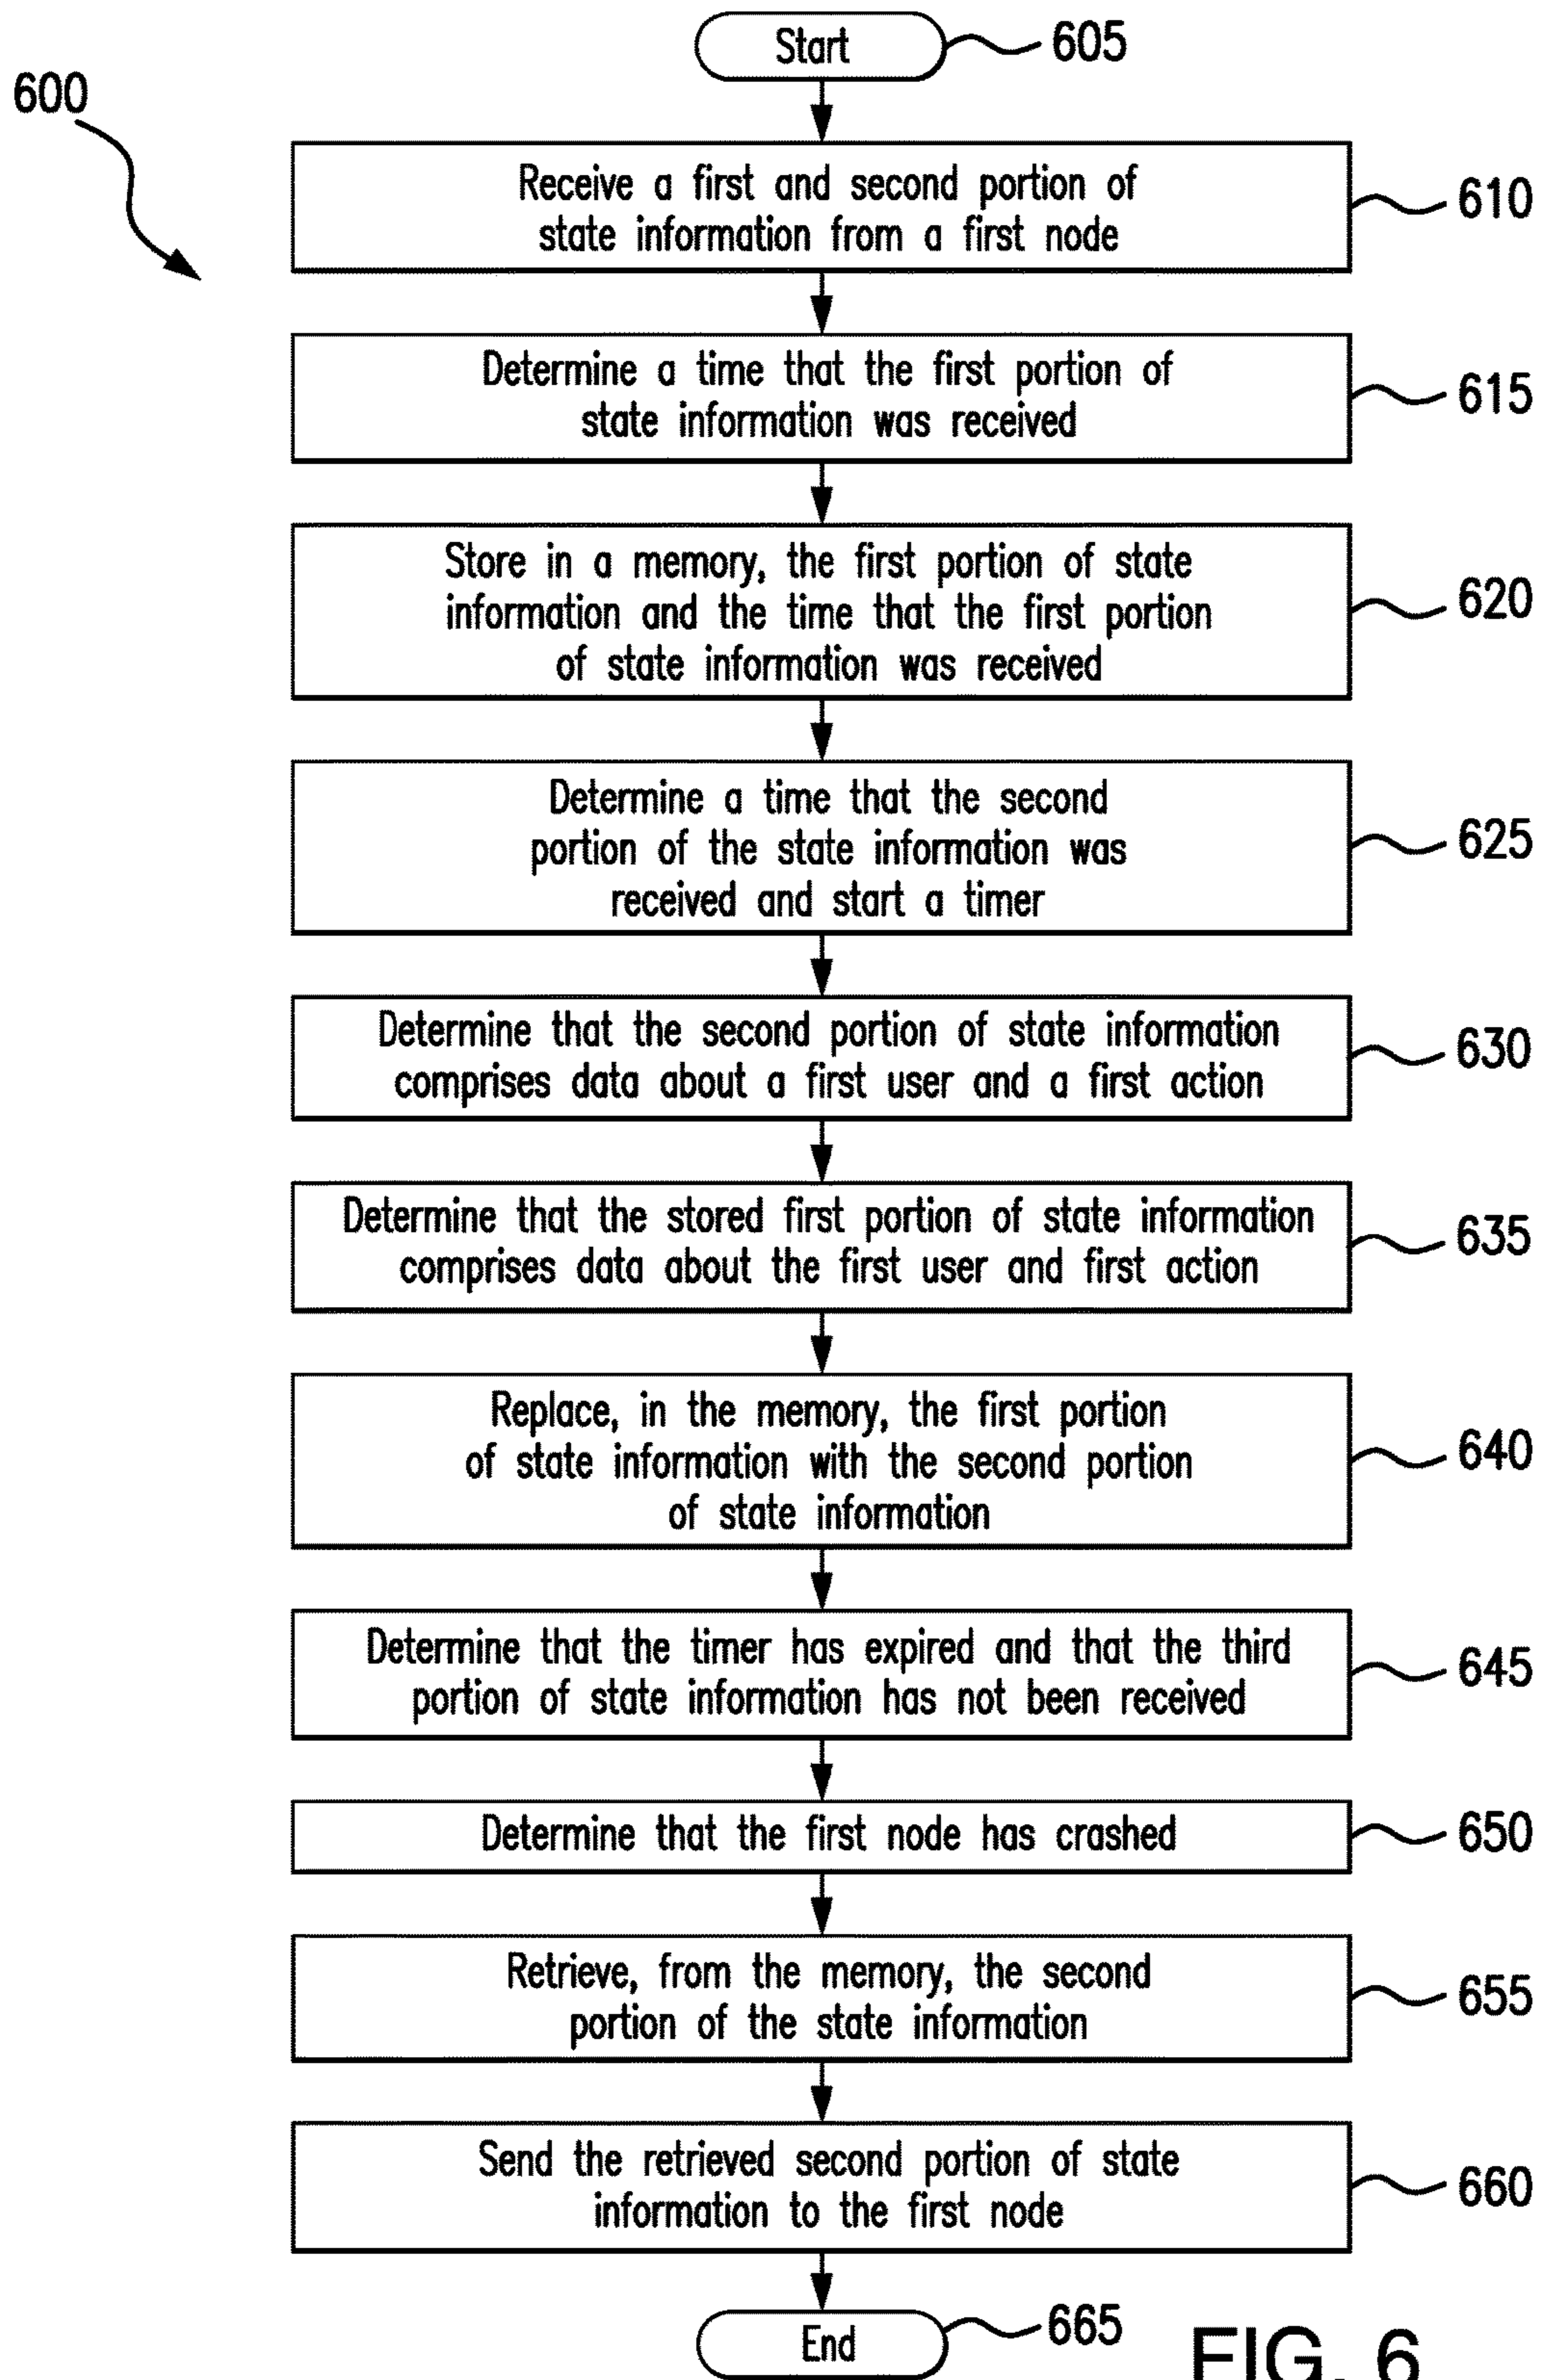 Start
605
600
Receive a first and second portion of
state information from a first node
610
Determine a time that the first portion of
state information was received
615
Store in a memory, the first portion of state
information and the time that the first portion
of state information was received
620
Determine a time that the second
portion of the state information was
received and start a timer
625
Determine that the second portion of state information
comprises data about a first user and a first action
630
Determine that the stored first portion of state information
comprises data about the first user and first action
635
Replace, in the memory, the first portion
of state information with the second portion
of state information
640
Determine that the timer has expired and that the third
portion of state information has not been received
645
Determine that the first node has crashed
650
Retrieve, from the memory, the second
portion of the state information
655
Send the retrieved second portion of state
information to the first node
660
End
665
FIG. 6